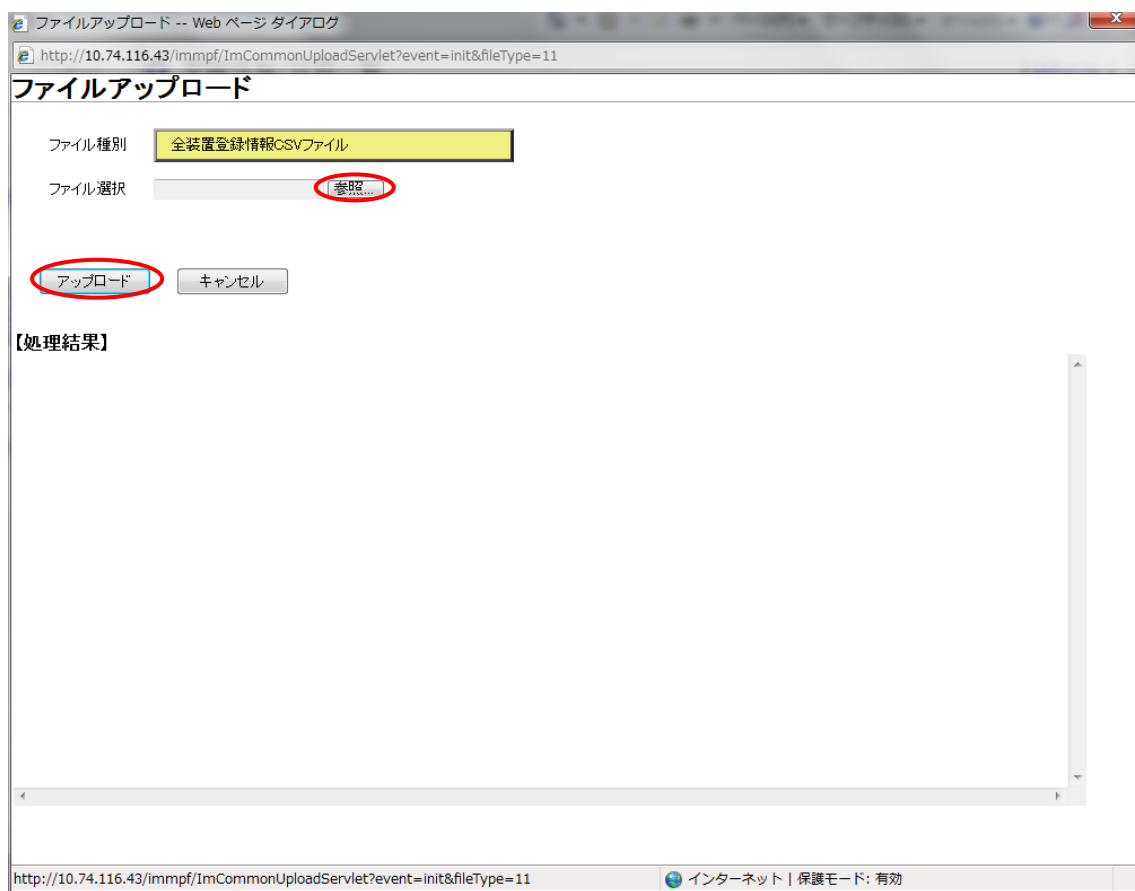 ファイルアップロード -- Web ページ ダイアログ
http://10.74.116.43/immpf/ImCommonUploadServlet?event=init&fileType=11
ファイルアップロード
ファイル種別 全装置登録情報CSVファイル
ファイル選択 参照...
アップロード キャンセル
【処理結果】
http://10.74.116.43/immpf/ImCommonUploadServlet?event=init&fileType=11 インターネット | 保護モード: 有効